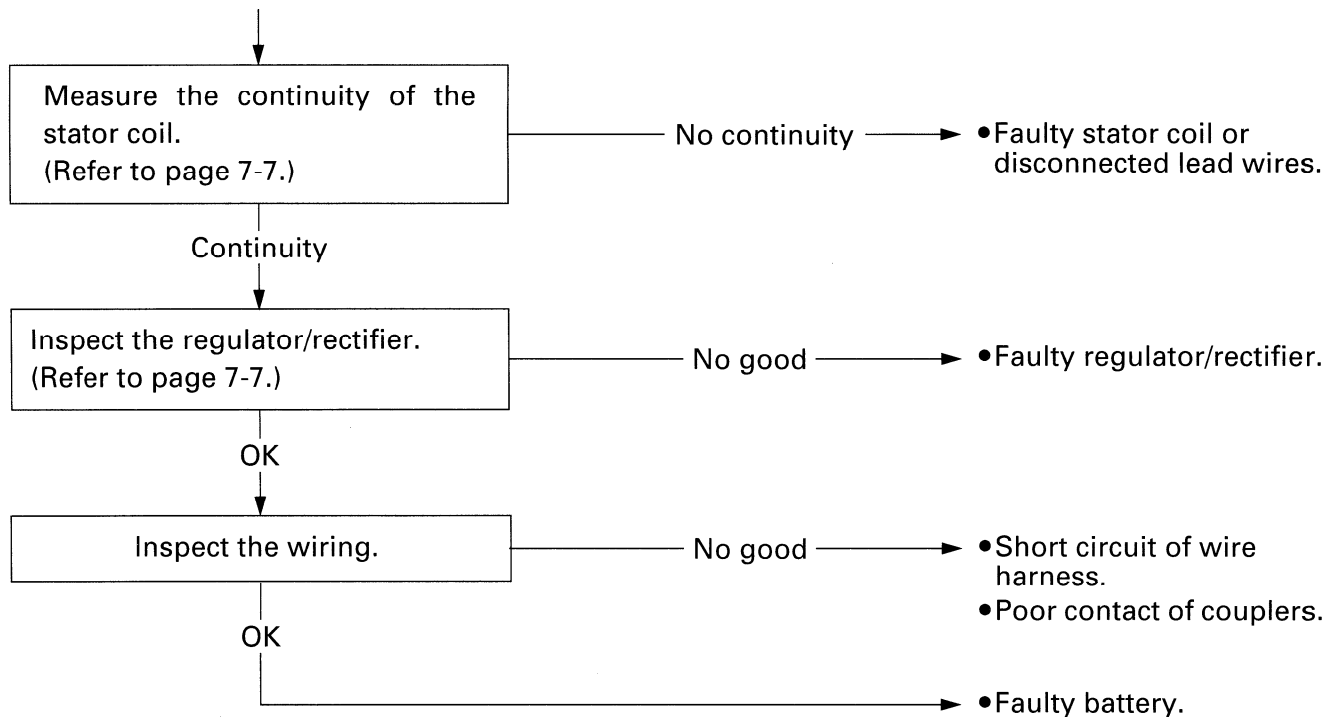 Measure the continuity of the
stator coil.
(Refer to page 7-7.)
No continuity
●Faulty stator coil or
disconnected lead wires.
Continuity
Inspect the regulator/rectifier.
(Refer to page 7-7.)
No good
●Faulty regulator/rectifier.
OK
Inspect the wiring.
No good
●Short circuit of wire
harness.
●Poor contact of couplers.
OK
●Faulty battery.